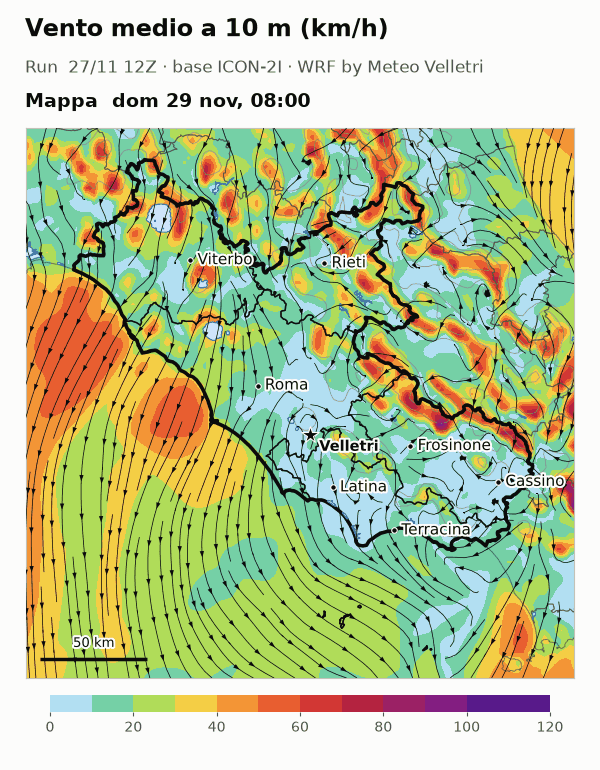 Vento medio a 10 m (km/h)
Run  27/11 12Z · base ICON-2I · WRF by Meteo Velletri
Mappa  dom 29 nov, 08:00
Viterbo
Rieti
Roma
Velletri
Frosinone
Cassino
Latina
Terracina
50 km
0 20 40 60 80 100 120